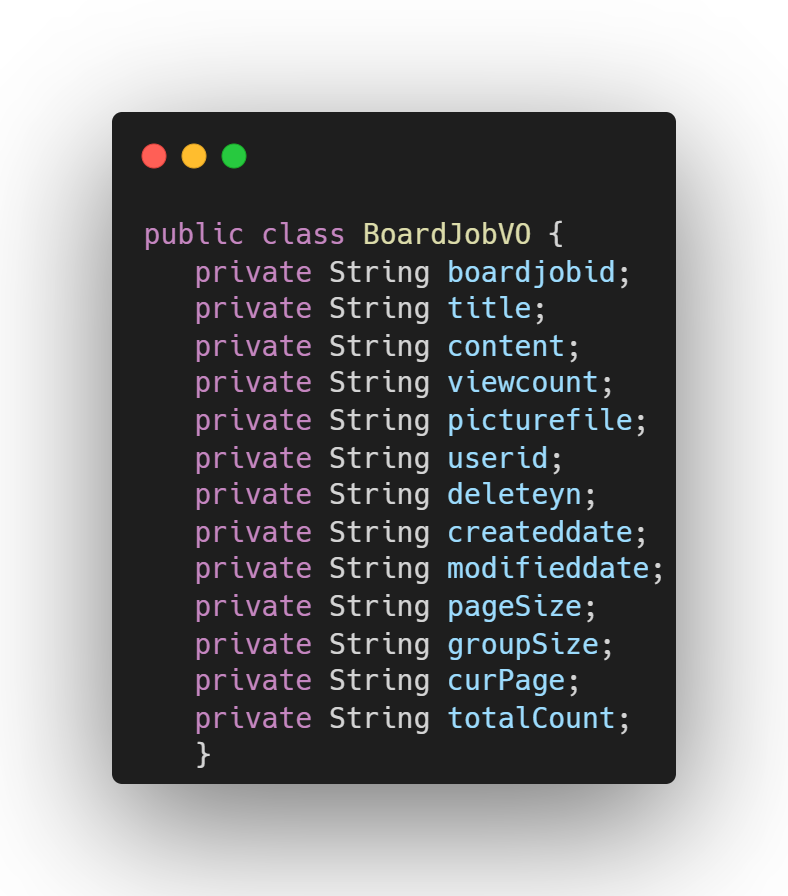 public class BoardJobVO {
   private String boardjobid;
   private String title;
   private String content;
   private String viewcount;
   private String picturefile;
   private String userid;
   private String deleteyn;
   private String createddate;
   private String modifieddate;
   private String pageSize;
   private String groupSize;
   private String curPage;
   private String totalCount;
   }